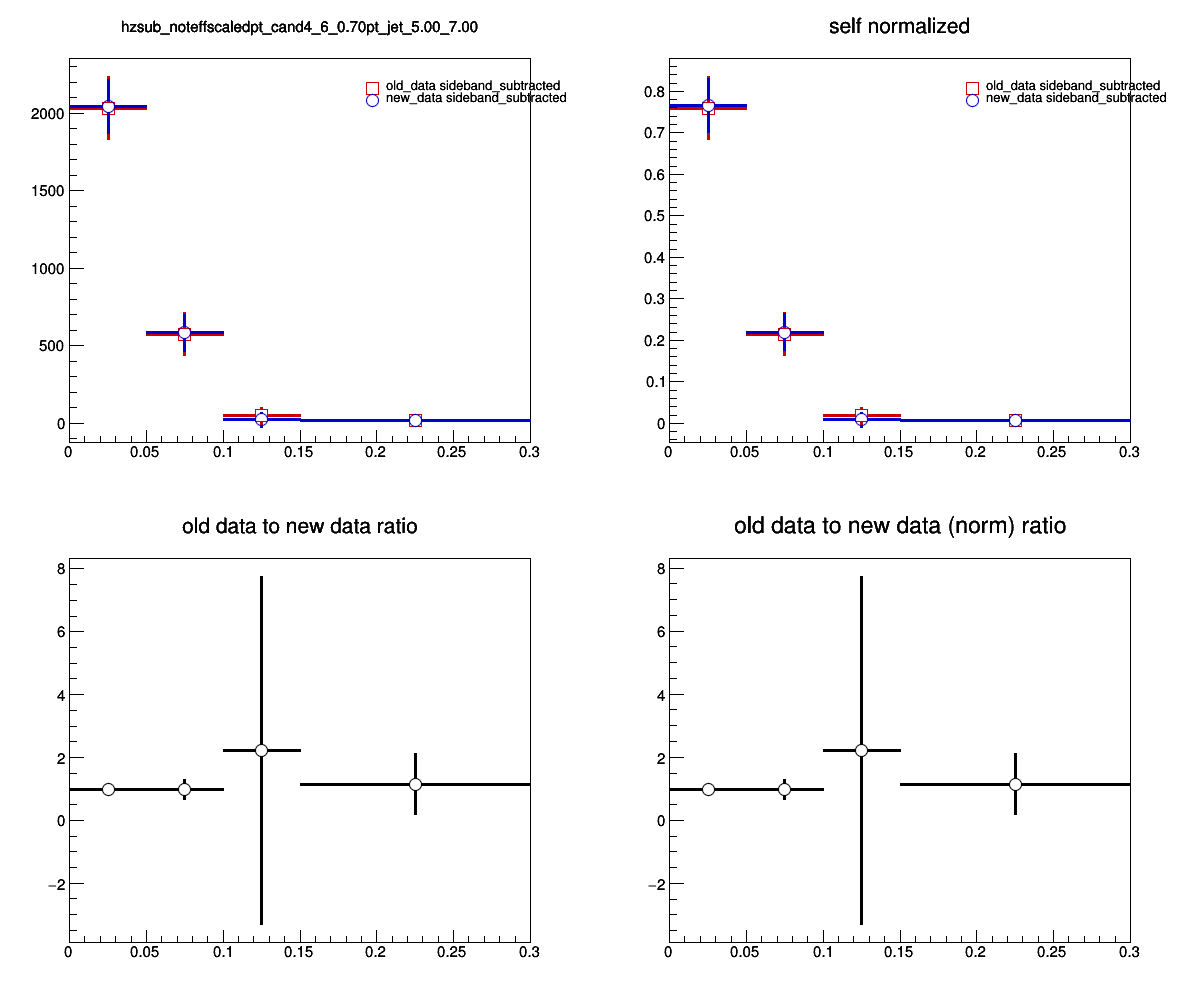 hzsub_noteffscaledpt_cand4_6_0.70pt_jet_5.00_7.00
old_data sideband_subtracted
new_data sideband_subtracted
2000
1500
1000
500
0
0 0.05 0.1 0.15 0.2 0.25 0.3
self normalized
old_data sideband_subtracted
new_data sideband_subtracted
0.8
0.7
0.6
0.5
0.4
0.3
0.2
0.1
0
0 0.05 0.1 0.15 0.2 0.25 0.3
old data to new data ratio
8
6
4
2
0
−2
0 0.05 0.1 0.15 0.2 0.25 0.3
old data to new data (norm) ratio
8
6
4
2
0
−2
0 0.05 0.1 0.15 0.2 0.25 0.3